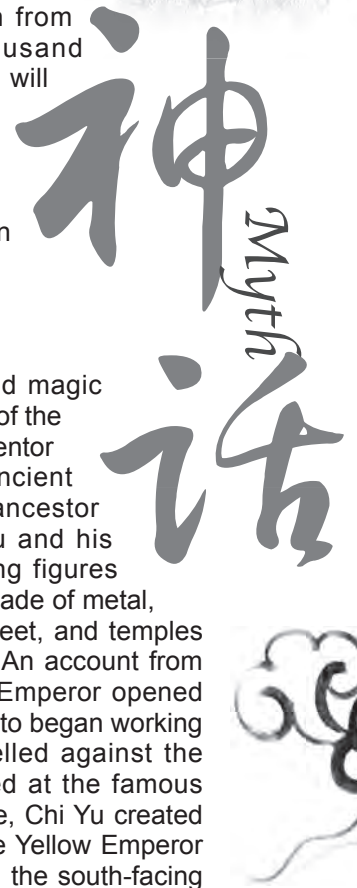 from
usand
will
神话
Myth
n
d magic
of the
entor
ncient
ancestor
u and his
ng figures
ade of metal,
eet, and temples
An account from
Emperor opened
to began working
elled against the
ed at the famous
e, Chi Yu created
e Yellow Emperor
the south-facing